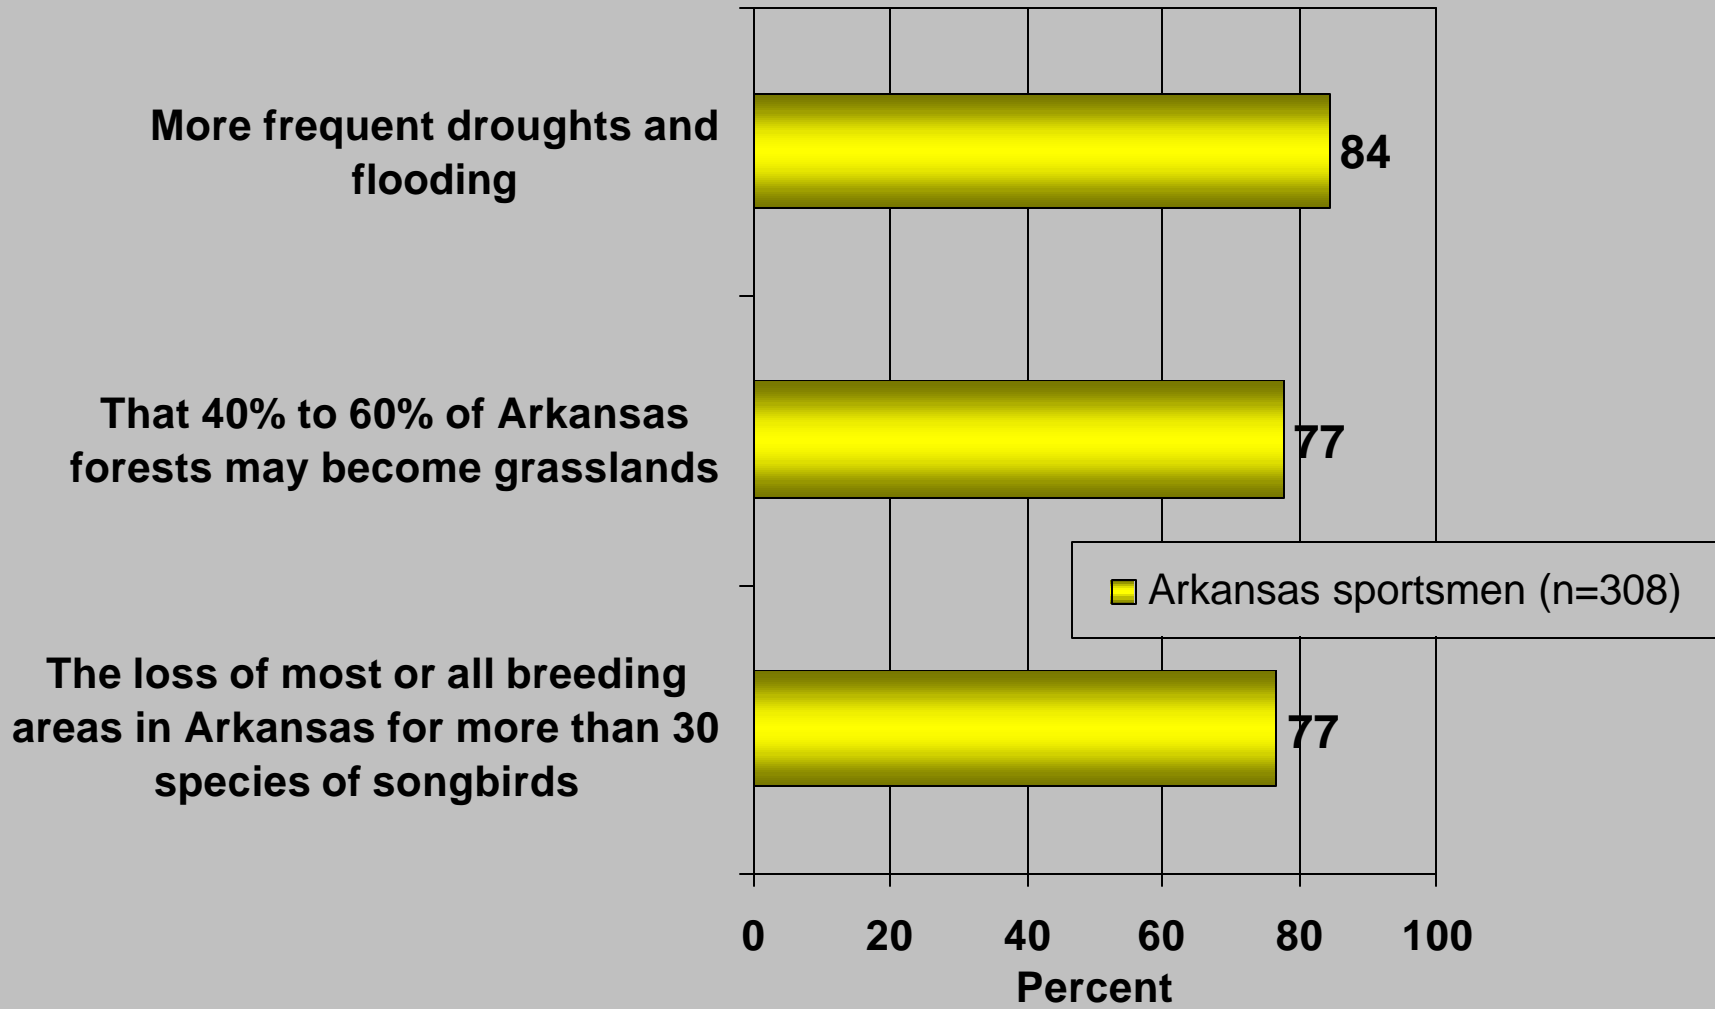 More frequent droughts and
flooding
84
That 40% to 60% of Arkansas
forests may become grasslands
77
Arkansas sportsmen (n=308)
The loss of most or all breeding
areas in Arkansas for more than 30
species of songbirds
77
0 20 40 60 80 100
Percent